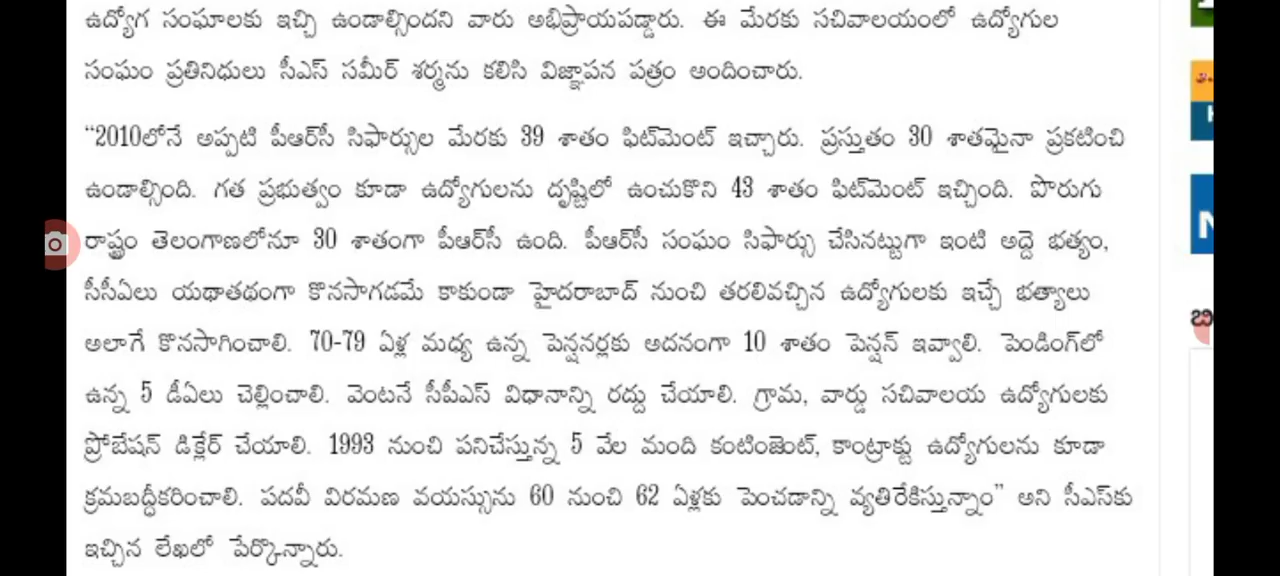 ఉద్యోగ సంఘాలకు ఇచ్చి ఉండాల్సిందని వారు అభిప్రాయపడ్డారు. ఈ మేరకు సచివాలయంలో ఉద్యోగుల
సంఘం ప్రతినిధులు సీఎస్ సమీర్ శర్మను కలిసి విజ్ఞాపన పత్రం అందించారు.
“2010లోనే అప్పటి పీఆర్‌సీ సిఫార్సుల మేరకు 39 శాతం ఫిట్‌మెంట్ ఇచ్చారు. ప్రస్తుతం 30 శాతమైనా ప్రకటించి
ఉండాల్సింది. గత ప్రభుత్వం కూడా ఉద్యోగులను దృష్టిలో ఉంచుకొని 43 శాతం ఫిట్‌మెంట్ ఇచ్చింది. పొరుగు
రాష్ట్రం తెలంగాణలోనూ 30 శాతంగా పీఆర్‌సీ ఉంది. పీఆర్‌సీ సంఘం సిఫార్సు చేసినట్టుగా ఇంటి అద్దె భత్యం,
సీసీఏలు యథాతథంగా కొనసాగడమే కాకుండా హైదరాబాద్ నుంచి తరలివచ్చిన ఉద్యోగులకు ఇచ్చే భత్యాలు
అలాగే కొనసాగించాలి. 70-79 ఏళ్ల మధ్య ఉన్న పెన్షనర్లకు అదనంగా 10 శాతం పెన్షన్ ఇవ్వాలి. పెండింగ్‌లో
ఉన్న 5 డీఏలు చెల్లించాలి. వెంటనే సీపీఎస్ విధానాన్ని రద్దు చేయాలి. గ్రామ, వార్డు సచివాలయ ఉద్యోగులకు
ప్రోబేషన్ డిక్లేర్ చేయాలి. 1993 నుంచి పనిచేస్తున్న 5 వేల మంది కంటింజెంట్, కాంట్రాక్టు ఉద్యోగులను కూడా
క్రమబద్ధీకరించాలి. పదవీ విరమణ వయస్సును 60 నుంచి 62 ఏళ్లకు పెంచడాన్ని వ్యతిరేకిస్తున్నాం” అని సీఎస్‌కు
ఇచ్చిన లేఖలో పేర్కొన్నారు.